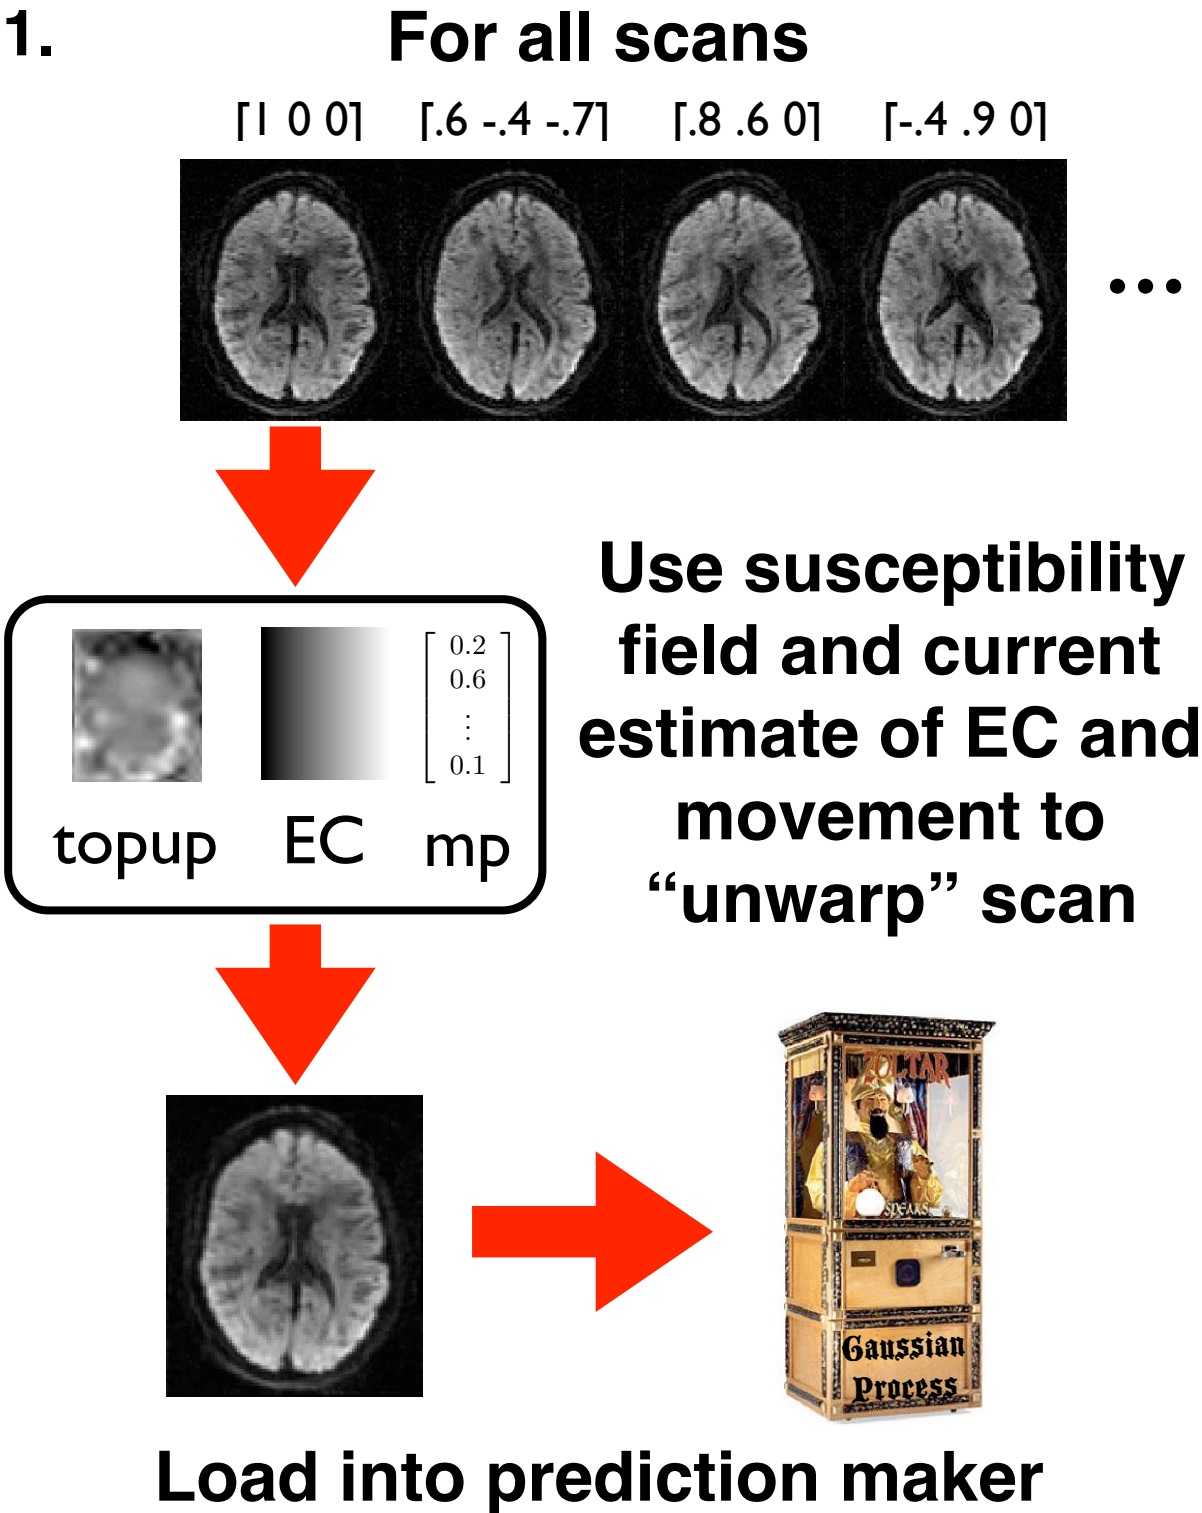 1.
For all scans
[1 0 0] [.6 -.4 -.7] [.8 .6 0] [-.4 .9 0]
...
Use susceptibility
field and current
estimate of EC and
movement to
“unwarp” scan
0.2
0.6
⋮
0.1
topup EC mp
ZOLTAR
SPEAKS
Gaussian
Process
Load into prediction maker